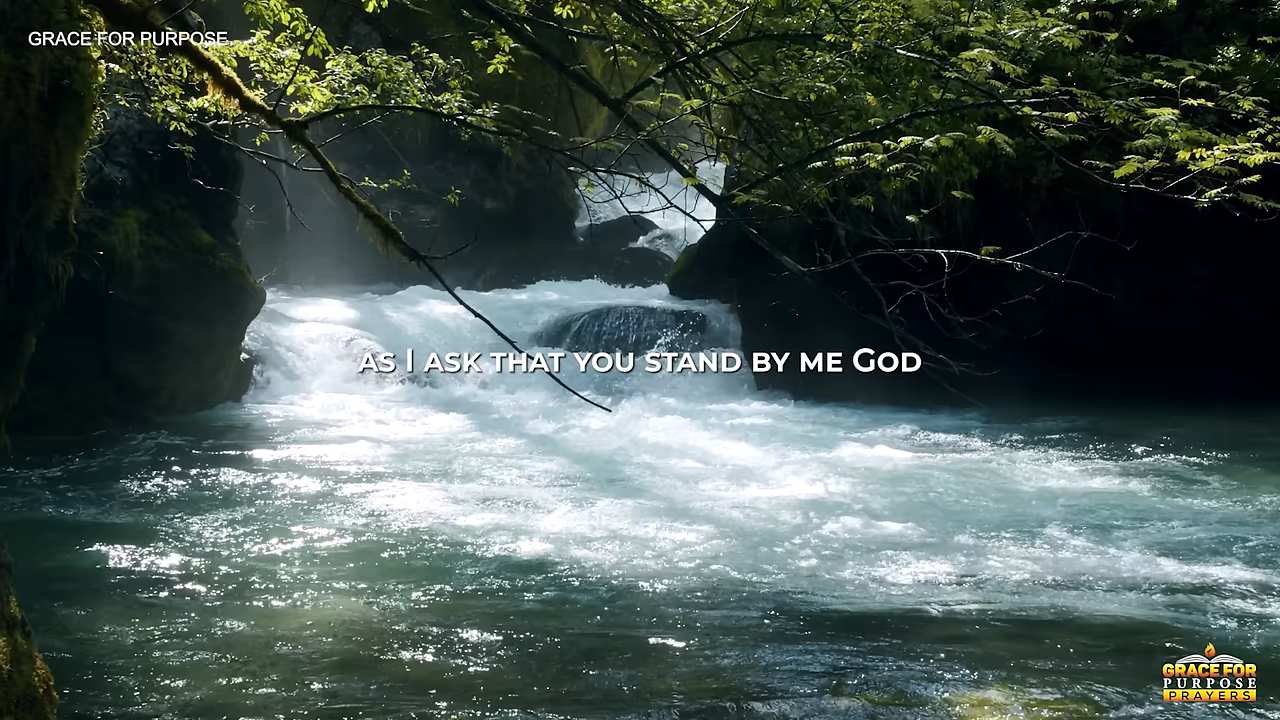 GRACE FOR PURPOSE
AS I ASK THAT YOU STAND BY ME GOD
GRACE FOR
PURPOSE
PRAYERS